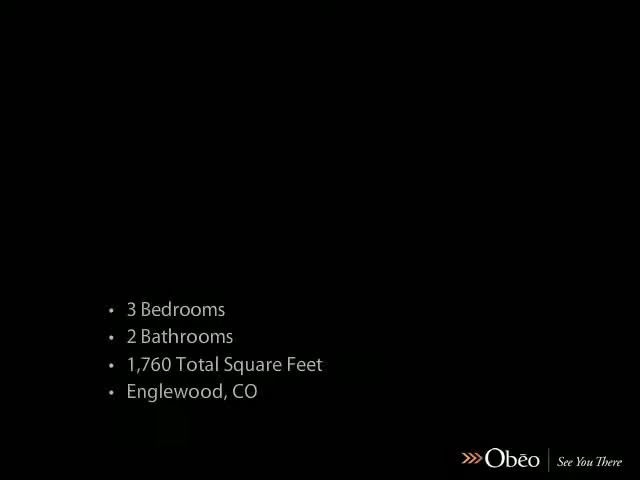 • 3 Bedrooms
• 2 Bathrooms
• 1,760 Total Square Feet
• Englewood, CO
Obēo | See You There